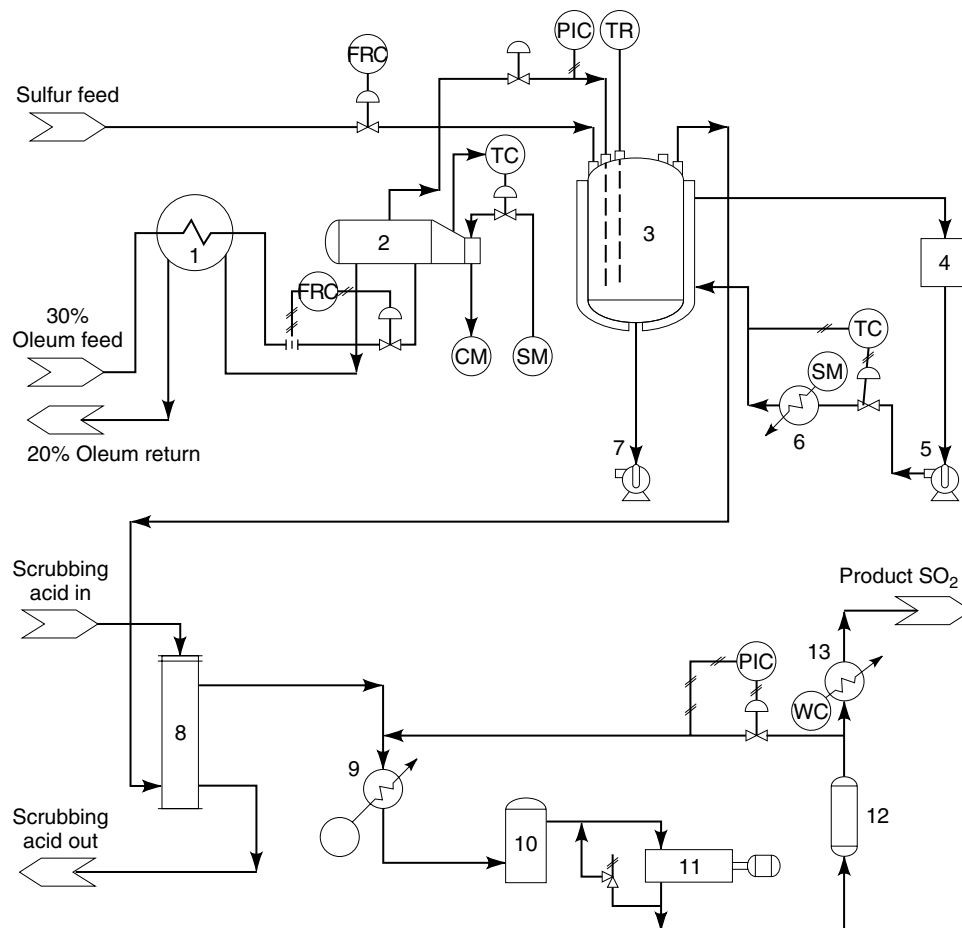 PIC
TR
FRC
Sulfur feed
TC
2
3
1
4
FRC
30%
Oleum feed
TC
CM
SM
SM
6
20% Oleum return
7
5
Scrubbing
acid in
Product SO₂
PIC
13
WC
8
9
12
10
Scrubbing
acid out
11